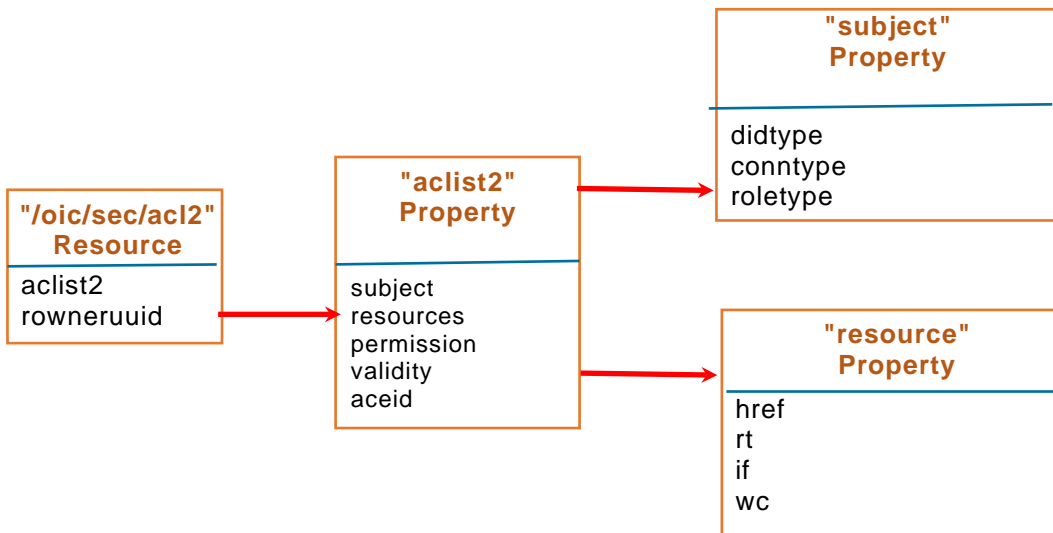 "/oic/sec/acl2"
Resource
aclist2
rowneruuid
"aclist2"
Property
subject
resources
permission
validity
aceid
"subject"
Property
didtype
conntype
roletype
"resource"
Property
href
rt
if
wc